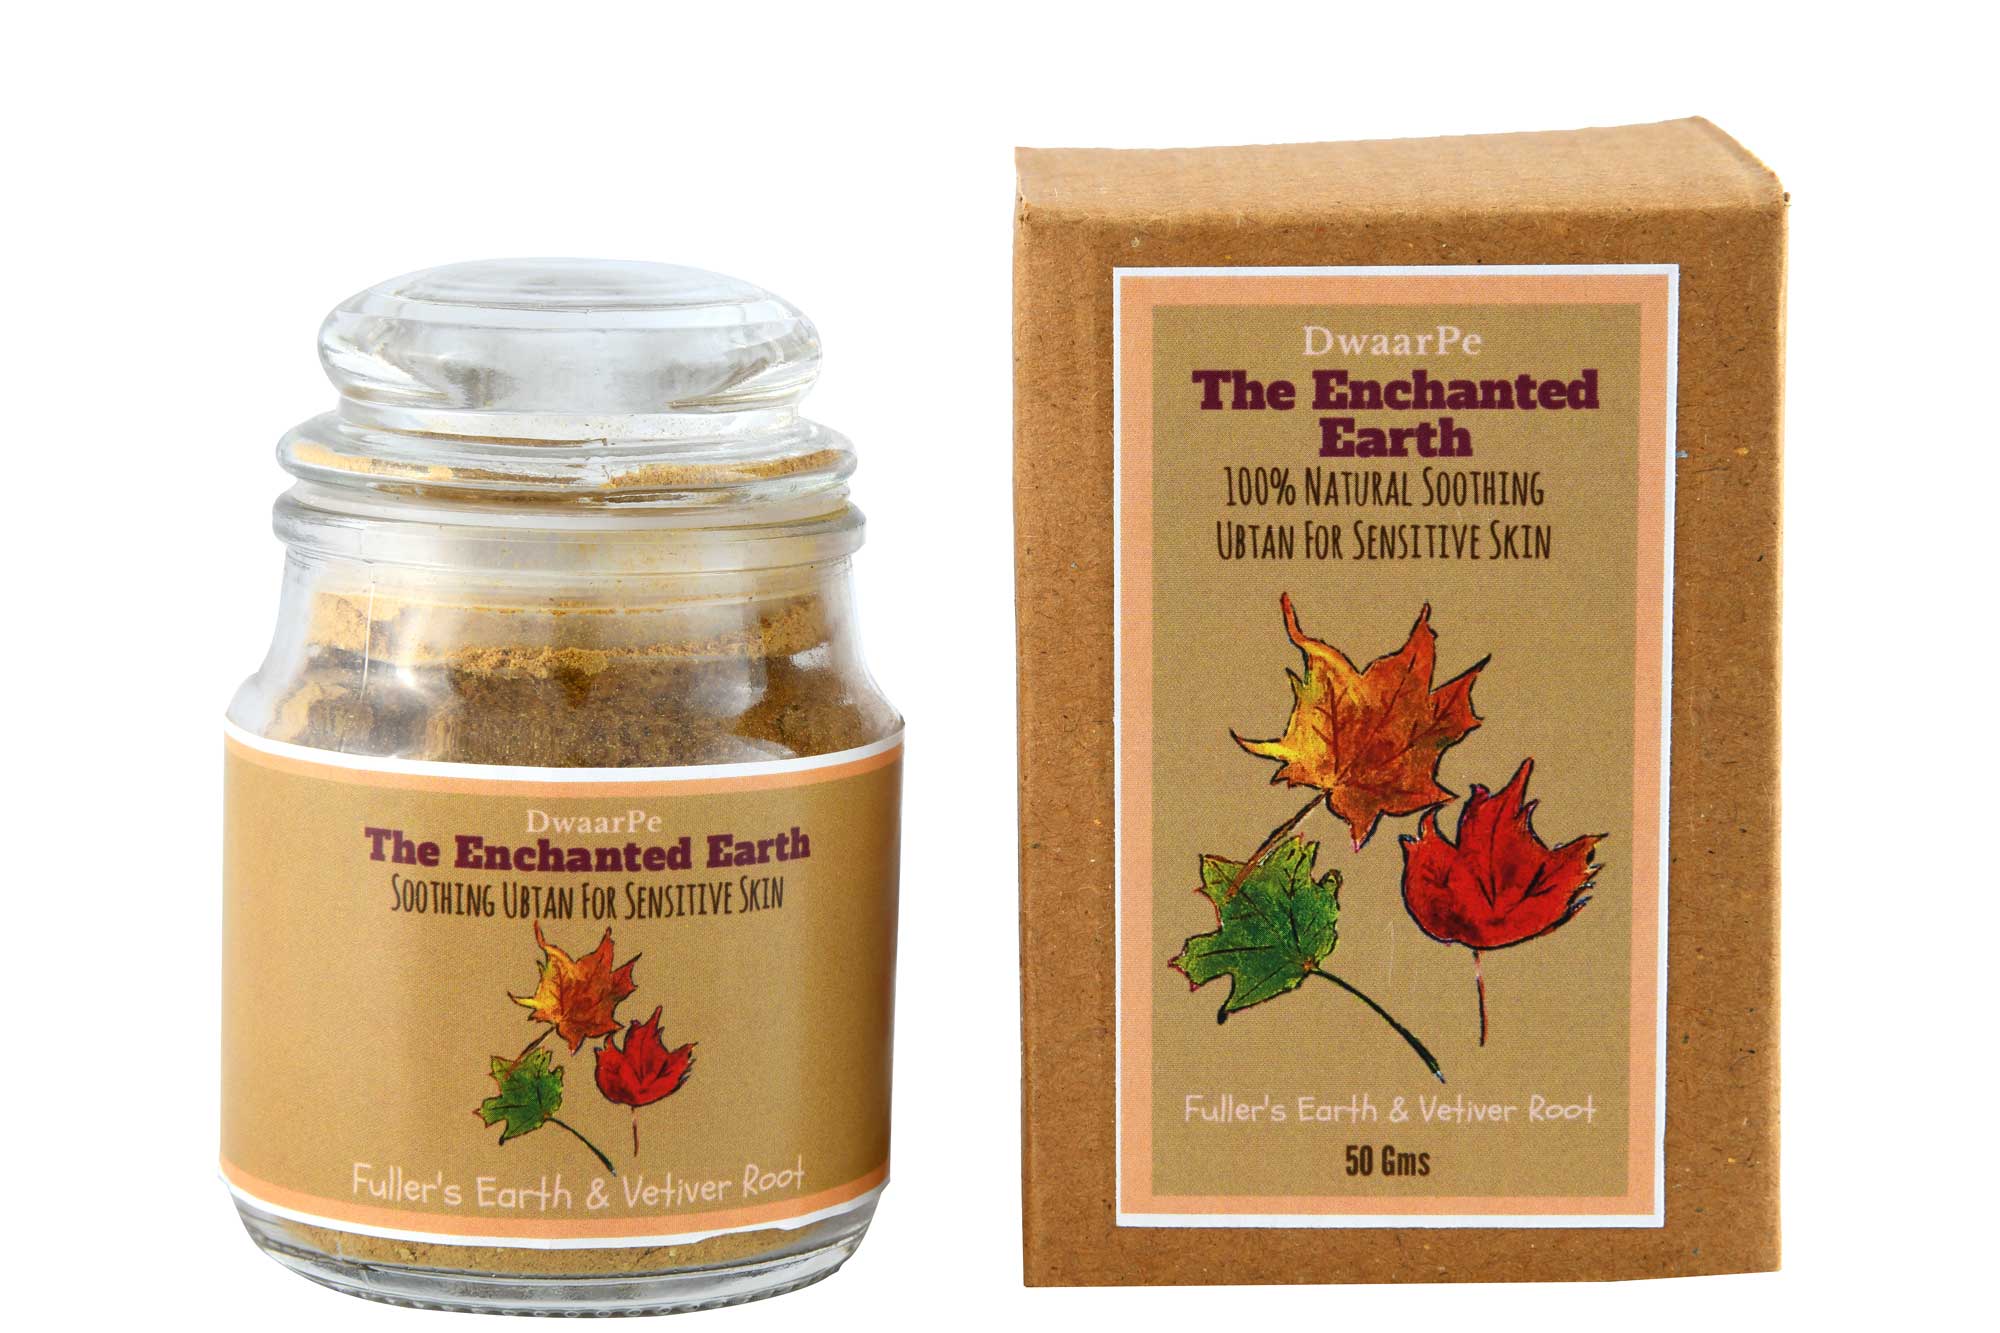 DwaarPe
The Enchanted Earth
Soothing Ubtan For Sensitive Skin
Fuller's Earth & Vetiver Root
DwaarPe
The Enchanted
Earth
100% Natural Soothing
Ubtan For Sensitive Skin
Fuller's Earth & Vetiver Root
50 Gms